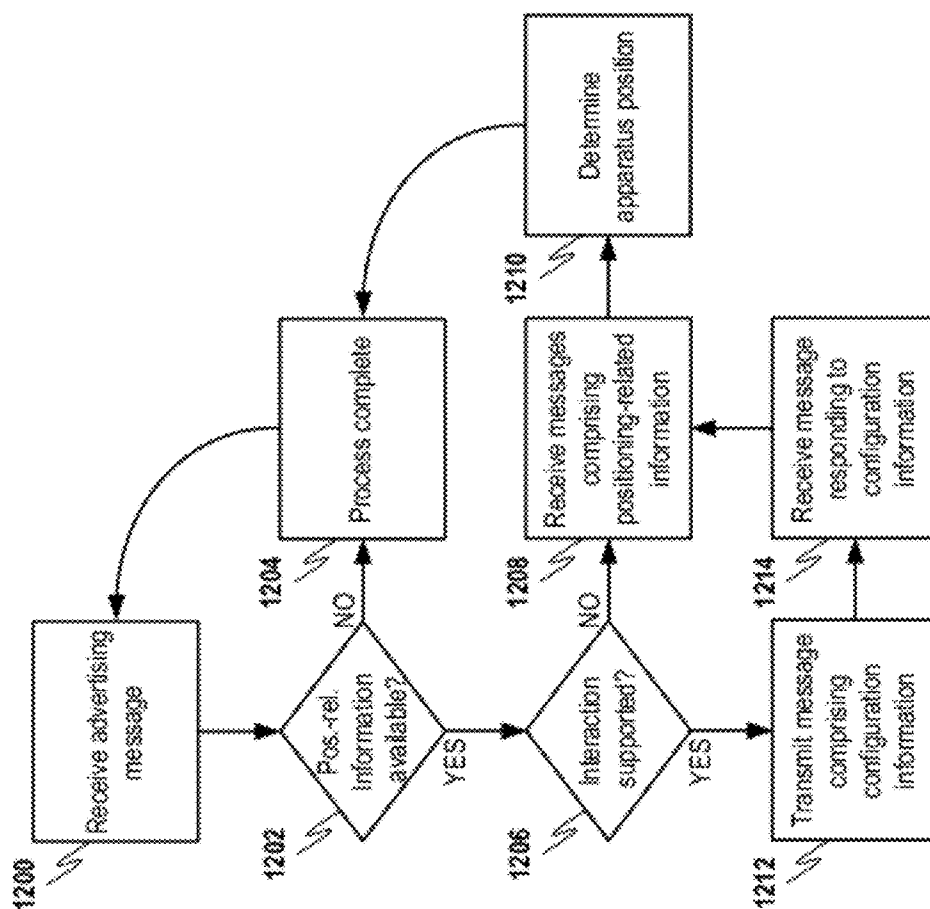 1200
Receive advertising
message
1202
Pos.-rel.
Information
available?
NO
YES
1204
Process complete
1206
Interaction
supported?
NO
YES
1208
Receive messages
comprising
positioning-related
information
1210
Determine
apparatus position
1212
Transmit message
comprising
configuration
information
1214
Receive message
responding to
configuration
information